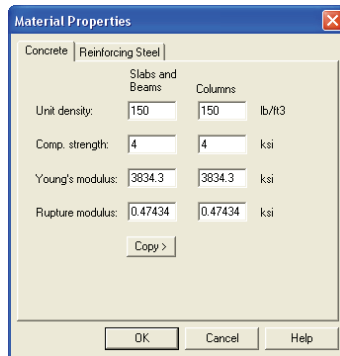 Material Properties
Concrete Reinforcing Steel
Slabs and
Beams Columns
Unit density: 150 150 lb/ft3
Comp. strength: 4 4 ksi
Young's modulus: 3834.3 3834.3 ksi
Rupture modulus: 0.47434 0.47434 ksi
Copy >
OK Cancel Help